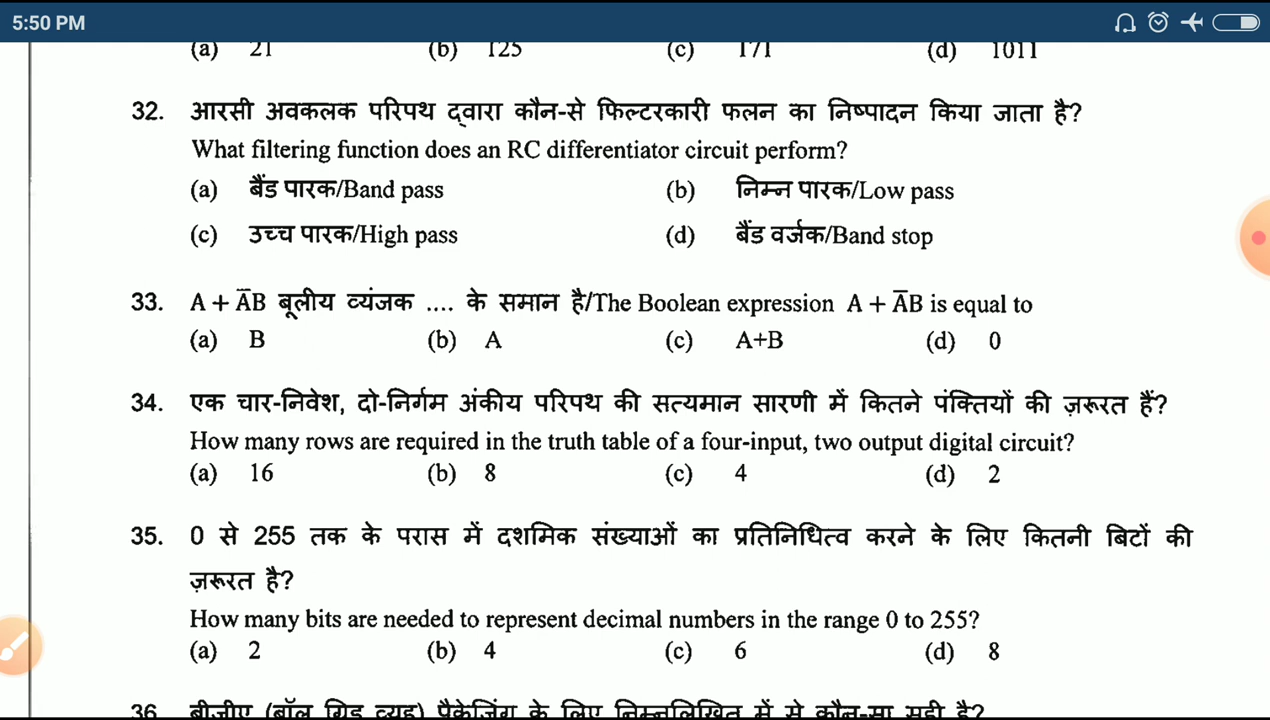 5:50 PM
(a) 21 (b) 125 (c) 171 (d) 1011
32. आरसी अवकलक परिपथ द्वारा कौन-से फिल्टरकारी फलन का निष्पादन किया जाता है?
What filtering function does an RC differentiator circuit perform?
(a) बैंड पारक/Band pass (b) निम्न पारक/Low pass
(c) उच्च पारक/High pass (d) बैंड वर्जक/Band stop
33. A + A̅B बूलीय व्यंजक .... के समान है/The Boolean expression A + A̅B is equal to
(a) B (b) A (c) A+B (d) 0
34. एक चार-निवेश, दो-निर्गम अंकीय परिपथ की सत्यमान सारणी में कितने पंक्तियों की ज़रूरत हैं?
How many rows are required in the truth table of a four-input, two output digital circuit?
(a) 16 (b) 8 (c) 4 (d) 2
35. 0 से 255 तक के परास में दशमिक संख्याओं का प्रतिनिधित्व करने के लिए कितनी बिटों की
ज़रूरत है?
How many bits are needed to represent decimal numbers in the range 0 to 255?
(a) 2 (b) 4 (c) 6 (d) 8
36 बीजीए (बॉल ग्रिड व्यूह) पैकेजिंग के लिए निम्नलिखित में से कौन-सा सही है?